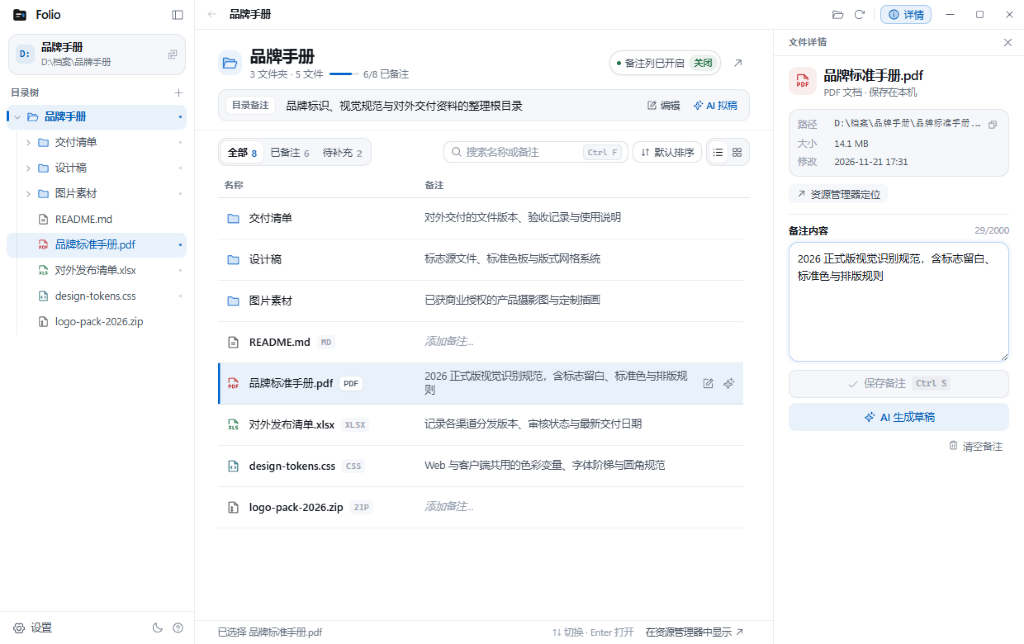 Folio
品牌手册
D:
品牌手册
D:\档案\品牌手册
目录树
品牌手册
交付清单
设计稿
图片素材
README.md
品牌标准手册.pdf
对外发布清单.xlsx
design-tokens.css
logo-pack-2026.zip
设置
详情
品牌手册
3 文件夹 · 5 文件
6/8 已备注
备注列已开启 关闭
目录备注
品牌标识、视觉规范与对外交付资料的整理根目录
编辑
AI 拟稿
全部 8
已备注 6
待补充 2
搜索名称或备注
Ctrl F
默认排序
名称
备注
交付清单
对外交付的文件版本、验收记录与使用说明
设计稿
标志源文件、标准色板与版式网格系统
图片素材
已获商业授权的产品摄影图与定制插画
README.md MD
添加备注...
品牌标准手册.pdf PDF
2026 正式版视觉识别规范，含标志留白、标准色与排版规
则
对外发布清单.xlsx XLSX
记录各渠道分发版本、审核状态与最新交付日期
design-tokens.css CSS
Web 与客户端共用的色彩变量、字体阶梯与圆角规范
logo-pack-2026.zip ZIP
添加备注...
已选择 品牌标准手册.pdf
↑↓ 切换 · Enter 打开
在资源管理器中显示
文件详情
品牌标准手册.pdf
PDF 文档 · 保存在本机
路径
D:\档案\品牌手册\品牌标准手册...
大小
14.1 MB
修改
2026-11-21 17:31
资源管理器定位
备注内容
29/2000
2026 正式版视觉识别规范，含标志留白、
标准色与排版规则
保存备注 Ctrl S
AI 生成草稿
清空备注